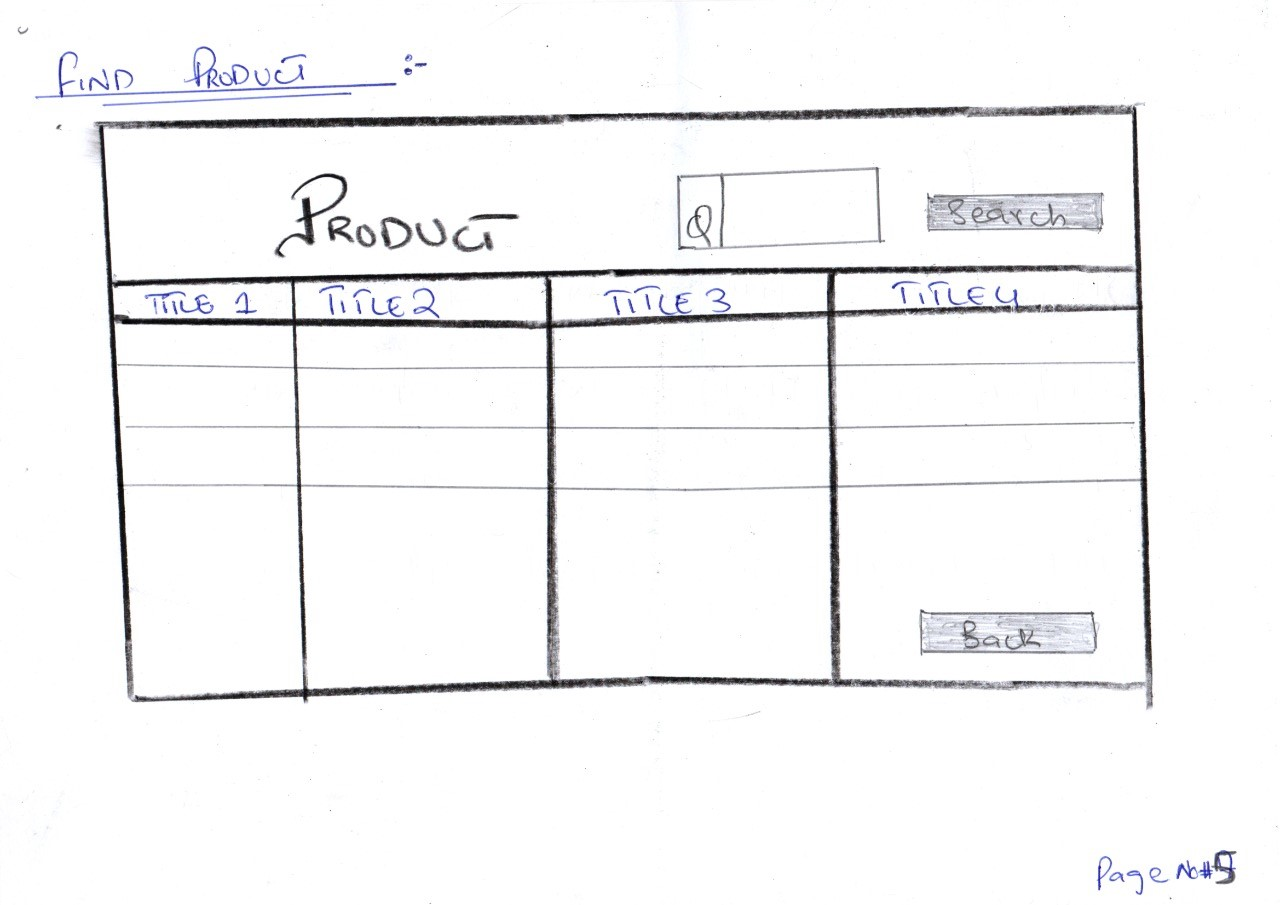 FIND PRODUCT :-
PRODUCT Search
TITLE 1 TITLE 2 TITLE 3 TITLE 4
Back
Page No# 5